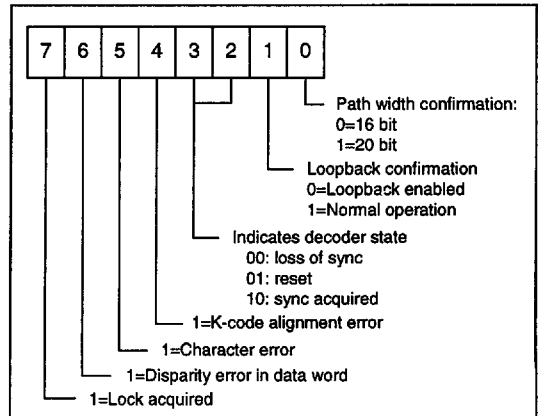 7 6 5 4 3 2 1 0
Path width confirmation:
0=16 bit
1=20 bit
Loopback confirmation
0=Loopback enabled
1=Normal operation
Indicates decoder state
00: loss of sync
01: reset
10: sync acquired
1=K-code alignment error
1=Character error
1=Disparity error in data word
1=Lock acquired